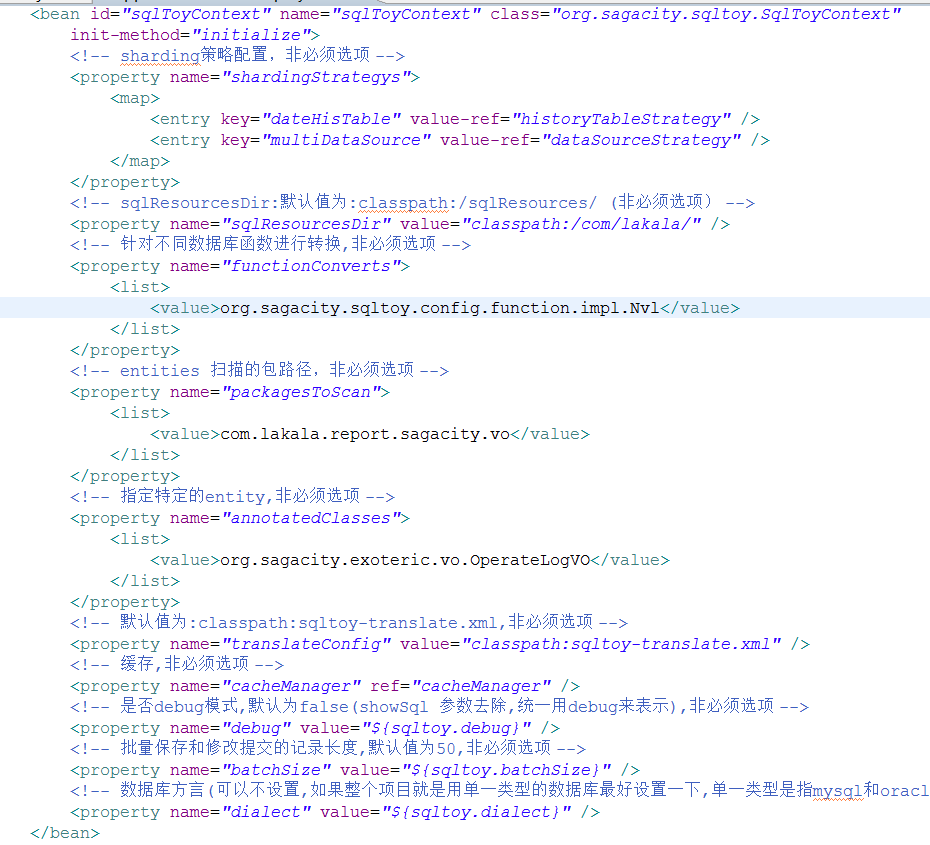 <bean id="sqlToyContext" name="sqlToyContext" class="org.sagacity.sqltoy.SqlToyContext"
init-method="initialize">
<!-- sharding策略配置，非必须选项 -->
<property name="shardingStrategys">
<map>
<entry key="dateHisTable" value-ref="historyTableStrategy" />
<entry key="multiDataSource" value-ref="dataSourceStrategy" />
</map>
</property>
<!-- sqlResourcesDir:默认值为:classpath:/sqlResources/ (非必须选项） -->
<property name="sqlResourcesDir" value="classpath:/com/lakala/" />
<!-- 针对不同数据库函数进行转换,非必须选项 -->
<property name="functionConverts">
<list>
<value>org.sagacity.sqltoy.config.function.impl.Nvl</value>
</list>
</property>
<!-- entities 扫描的包路径，非必须选项 -->
<property name="packagesToScan">
<list>
<value>com.lakala.report.sagacity.vo</value>
</list>
</property>
<!-- 指定特定的entity,非必须选项 -->
<property name="annotatedClasses">
<list>
<value>org.sagacity.exoteric.vo.OperateLogVO</value>
</list>
</property>
<!-- 默认值为:classpath:sqltoy-translate.xml,非必须选项 -->
<property name="translateConfig" value="classpath:sqltoy-translate.xml" />
<!-- 缓存,非必须选项 -->
<property name="cacheManager" ref="cacheManager" />
<!-- 是否debug模式,默认为false(showSql 参数去除,统一用debug来表示),非必须选项 -->
<property name="debug" value="${sqltoy.debug}" />
<!-- 批量保存和修改提交的记录长度,默认值为50,非必须选项 -->
<property name="batchSize" value="${sqltoy.batchSize}" />
<!-- 数据库方言(可以不设置,如果整个项目就是用单一类型的数据库最好设置一下,单一类型是指mysql和oracl
<property name="dialect" value="${sqltoy.dialect}" />
</bean>